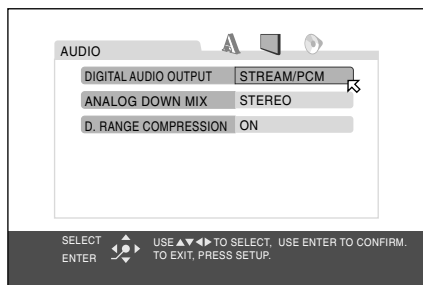 AUDIO
DIGITAL AUDIO OUTPUT STREAM/PCM
ANALOG DOWN MIX STEREO
D. RANGE COMPRESSION ON
SELECT USE ▲▼◀▶ TO SELECT, USE ENTER TO CONFIRM.
ENTER TO EXIT, PRESS SETUP.